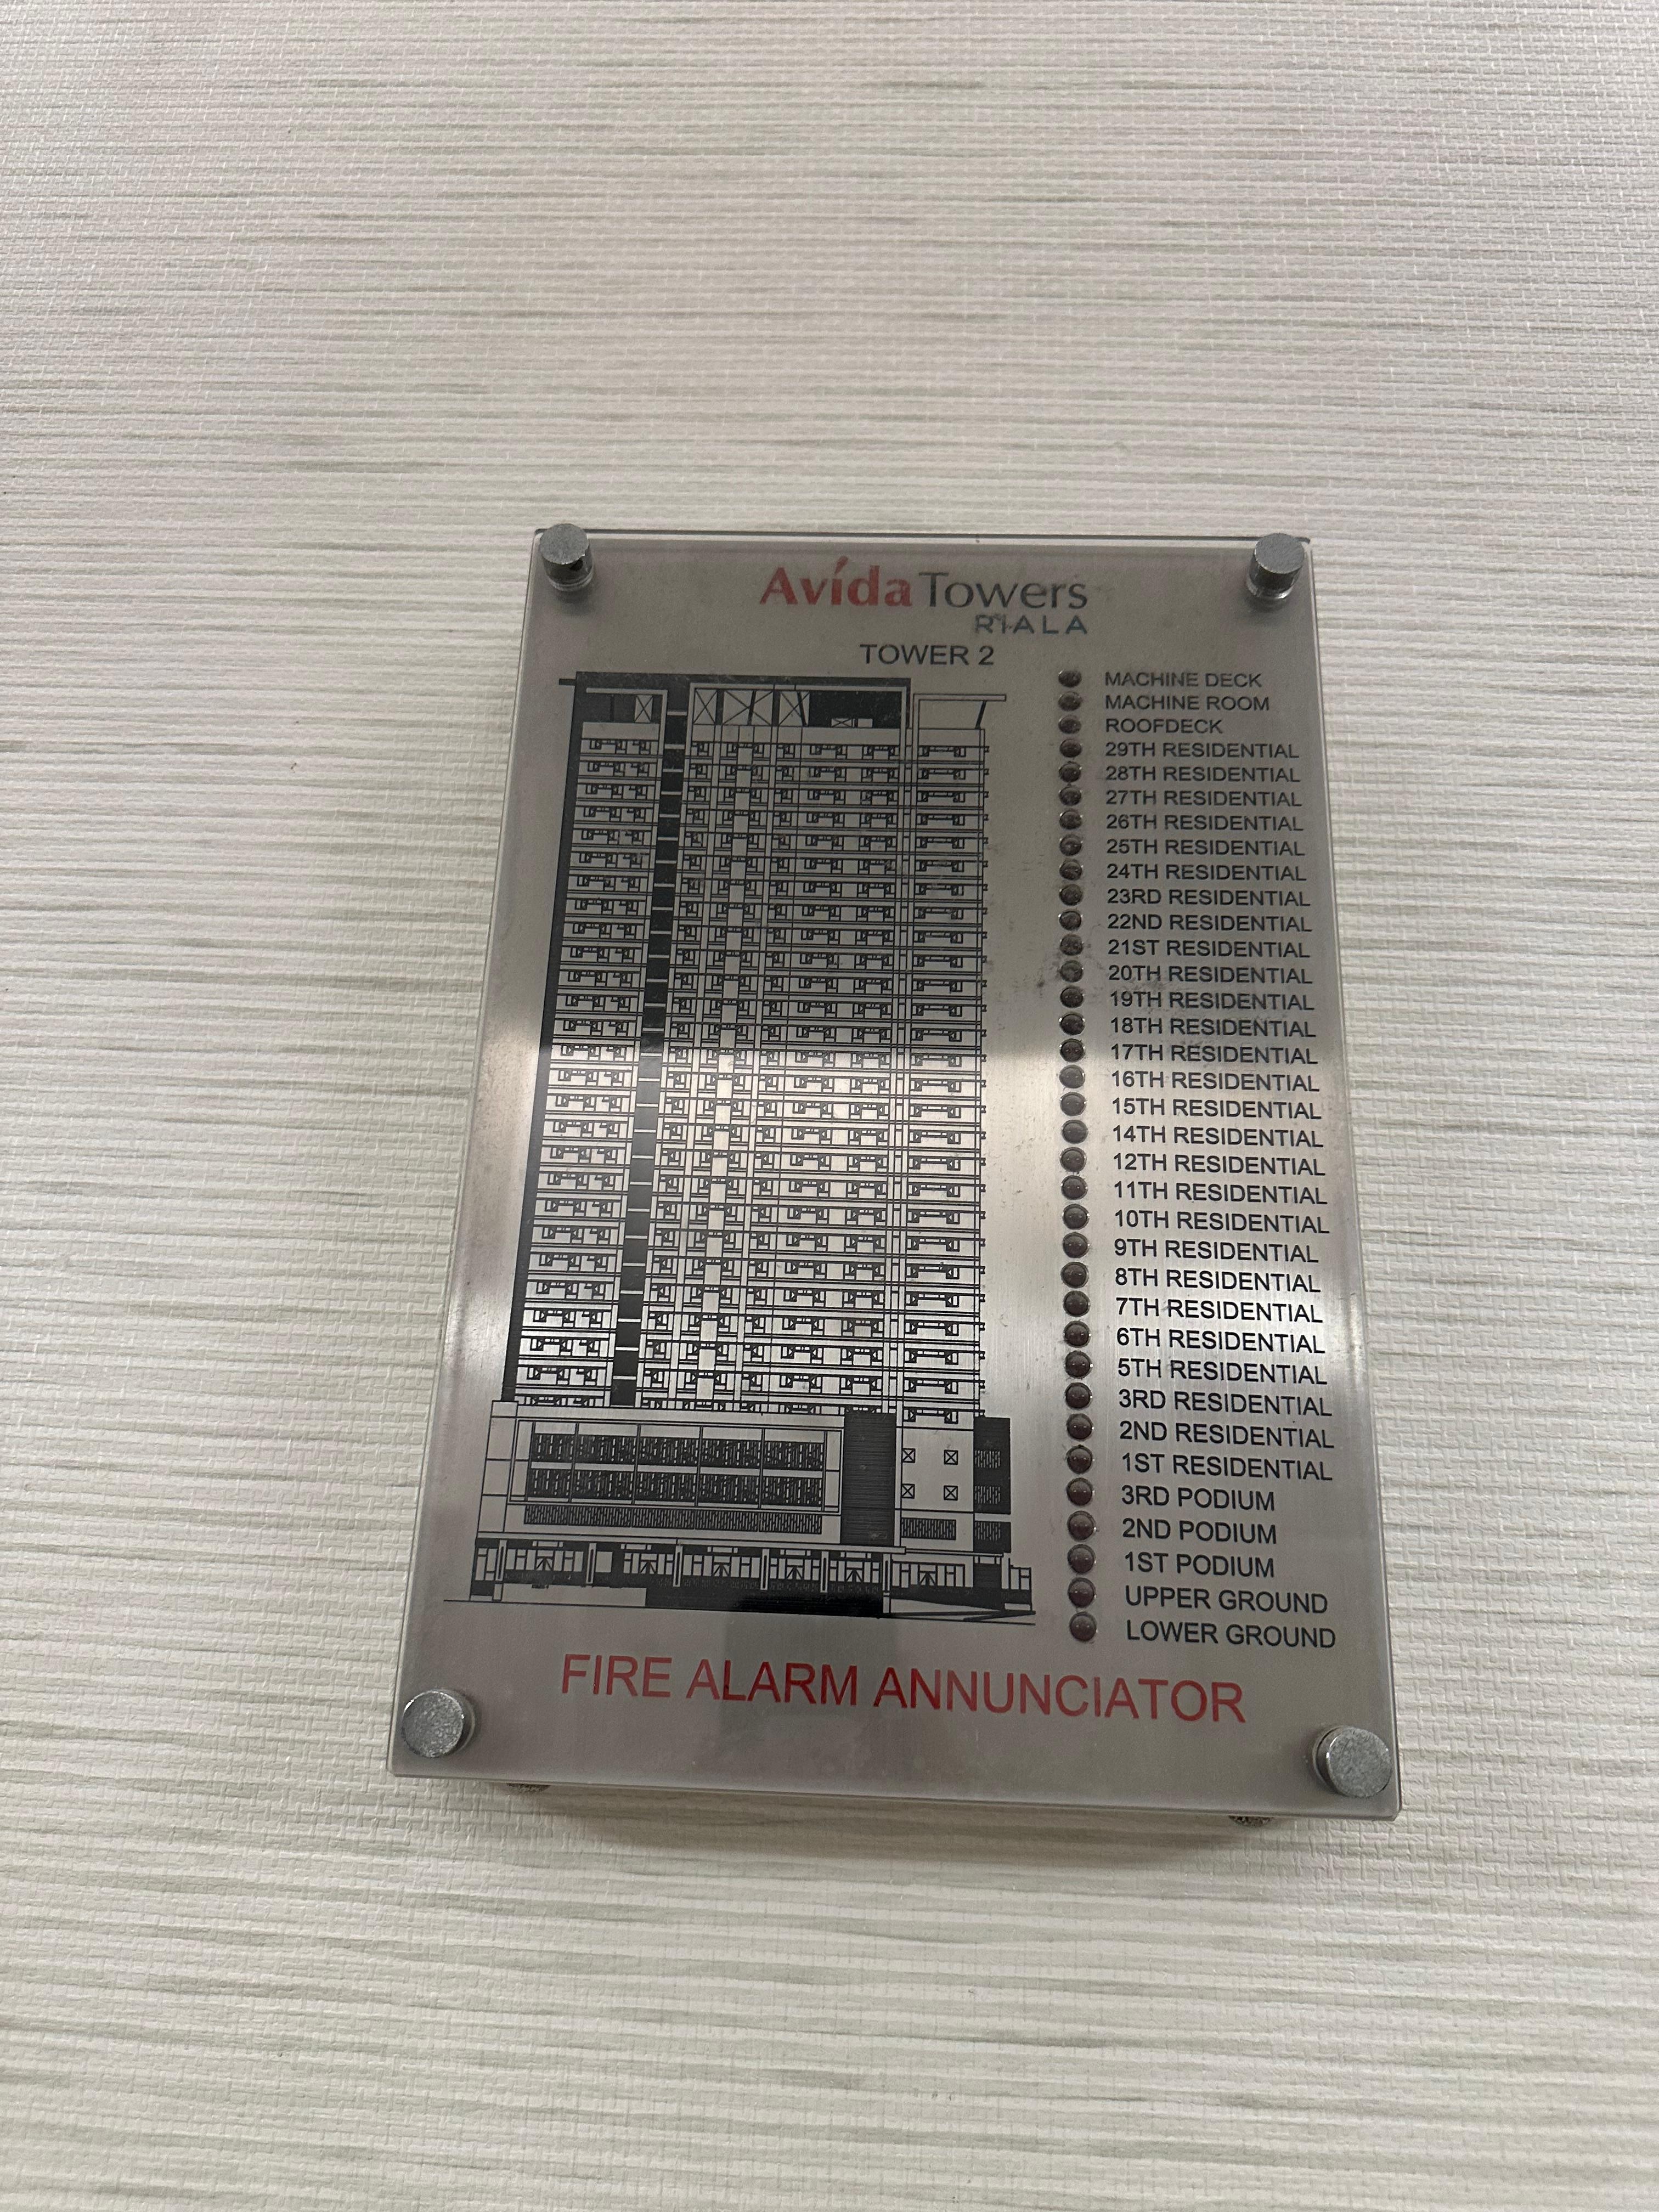 Avída Towers
RIALA
TOWER 2
MACHINE DECK
MACHINE ROOM
ROOFDECK
29TH RESIDENTIAL
28TH RESIDENTIAL
27TH RESIDENTIAL
26TH RESIDENTIAL
25TH RESIDENTIAL
24TH RESIDENTIAL
23RD RESIDENTIAL
22ND RESIDENTIAL
21ST RESIDENTIAL
20TH RESIDENTIAL
19TH RESIDENTIAL
18TH RESIDENTIAL
17TH RESIDENTIAL
16TH RESIDENTIAL
15TH RESIDENTIAL
14TH RESIDENTIAL
12TH RESIDENTIAL
11TH RESIDENTIAL
10TH RESIDENTIAL
9TH RESIDENTIAL
8TH RESIDENTIAL
7TH RESIDENTIAL
6TH RESIDENTIAL
5TH RESIDENTIAL
3RD RESIDENTIAL
2ND RESIDENTIAL
1ST RESIDENTIAL
3RD PODIUM
2ND PODIUM
1ST PODIUM
UPPER GROUND
LOWER GROUND
FIRE ALARM ANNUNCIATOR